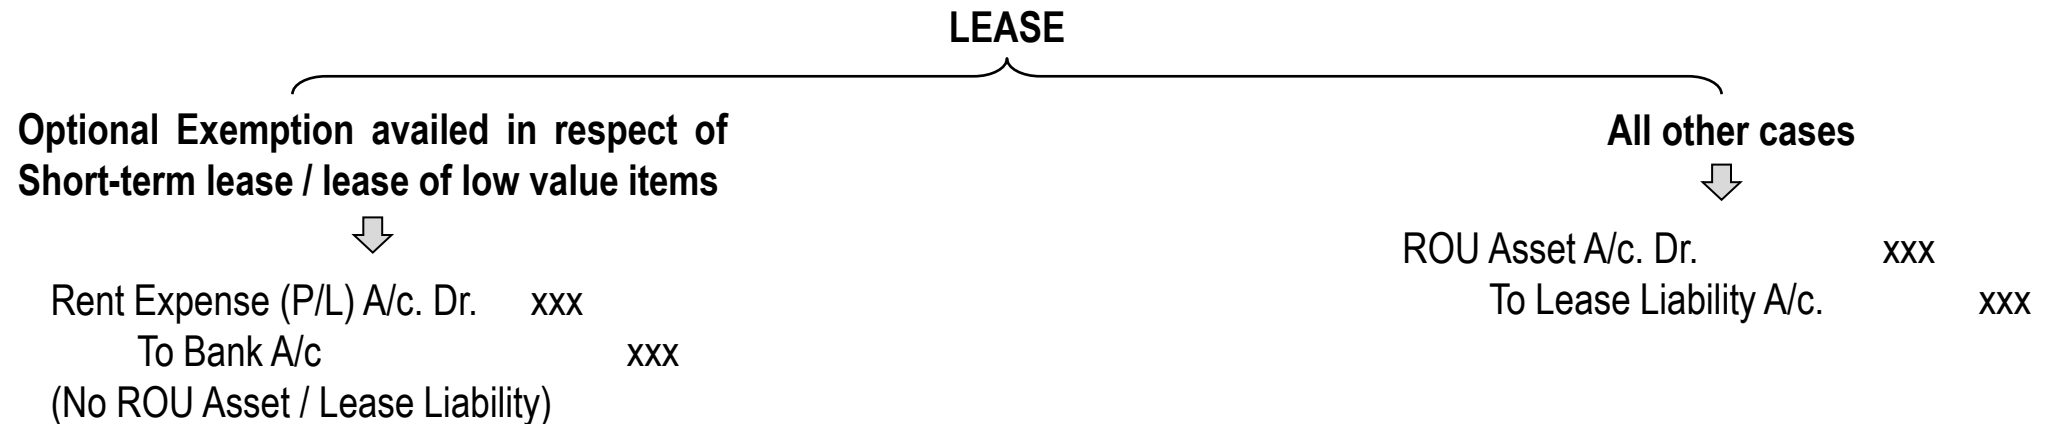 LEASE
Optional Exemption availed in respect of
Short-term lease / lease of low value items
Rent Expense (P/L) A/c. Dr. xxx
To Bank A/c xxx
(No ROU Asset / Lease Liability)
All other cases
ROU Asset A/c. Dr. xxx
To Lease Liability A/c. xxx